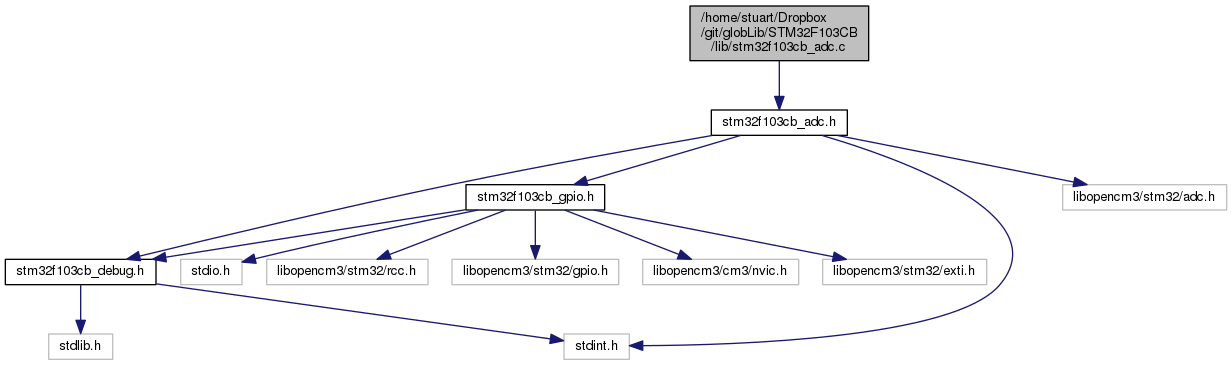 /home/stuart/Dropbox
/git/globLib/STM32F103CB
/lib/stm32f103cb_adc.c
stm32f103cb_adc.h
stm32f103cb_gpio.h
libopencm3/stm32/adc.h
stm32f103cb_debug.h
stdio.h
libopencm3/stm32/rcc.h
libopencm3/stm32/gpio.h
libopencm3/cm3/nvic.h
libopencm3/stm32/exti.h
stdlib.h
stdint.h